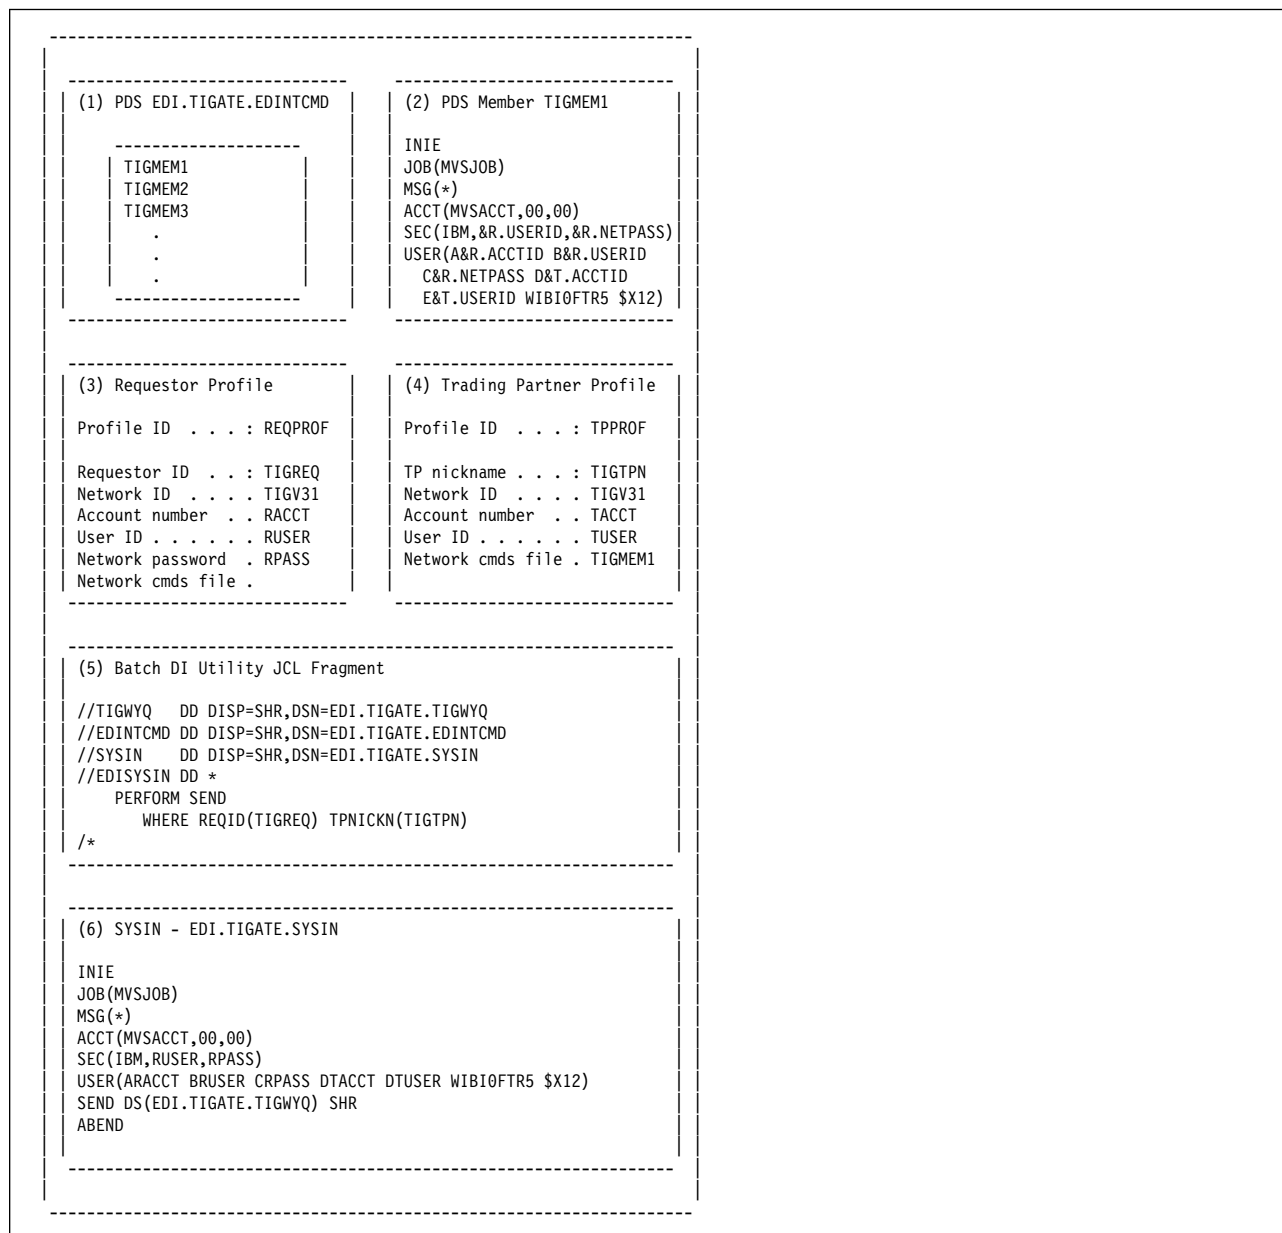 (1) PDS EDI.TIGATE.EDINTCMD
TIGMEM1
TIGMEM2
TIGMEM3
.
.
.
(2) PDS Member TIGMEM1
INIE
JOB(MVSJOB)
MSG(*)
ACCT(MVSACCT,00,00)
SEC(IBM,&R.USERID,&R.NETPASS)
USER(A&R.ACCTID B&R.USERID
C&R.NETPASS D&T.ACCTID
E&T.USERID WIBI0FTR5 $X12)
(3) Requestor Profile
Profile ID . . . : REQPROF
Requestor ID . . : TIGREQ
Network ID . . . . TIGV31
Account number . . RACCT
User ID . . . . . . RUSER
Network password . RPASS
Network cmds file .
(4) Trading Partner Profile
Profile ID . . . : TPPROF
TP nickname . . . : TIGTPN
Network ID . . . . TIGV31
Account number . . TACCT
User ID . . . . . . TUSER
Network cmds file . TIGMEM1
(5) Batch DI Utility JCL Fragment
//TIGWYQ DD DISP=SHR,DSN=EDI.TIGATE.TIGWYQ
//EDINTCMD DD DISP=SHR,DSN=EDI.TIGATE.EDINTCMD
//SYSIN DD DISP=SHR,DSN=EDI.TIGATE.SYSIN
//EDISYSIN DD *
PERFORM SEND
WHERE REQID(TIGREQ) TPNICKN(TIGTPN)
/*
(6) SYSIN - EDI.TIGATE.SYSIN
INIE
JOB(MVSJOB)
MSG(*)
ACCT(MVSACCT,00,00)
SEC(IBM,RUSER,RPASS)
USER(ARACCT BRUSER CRPASS DTACCT DTUSER WIBI0FTR5 $X12)
SEND DS(EDI.TIGATE.TIGWYQ) SHR
ABEND